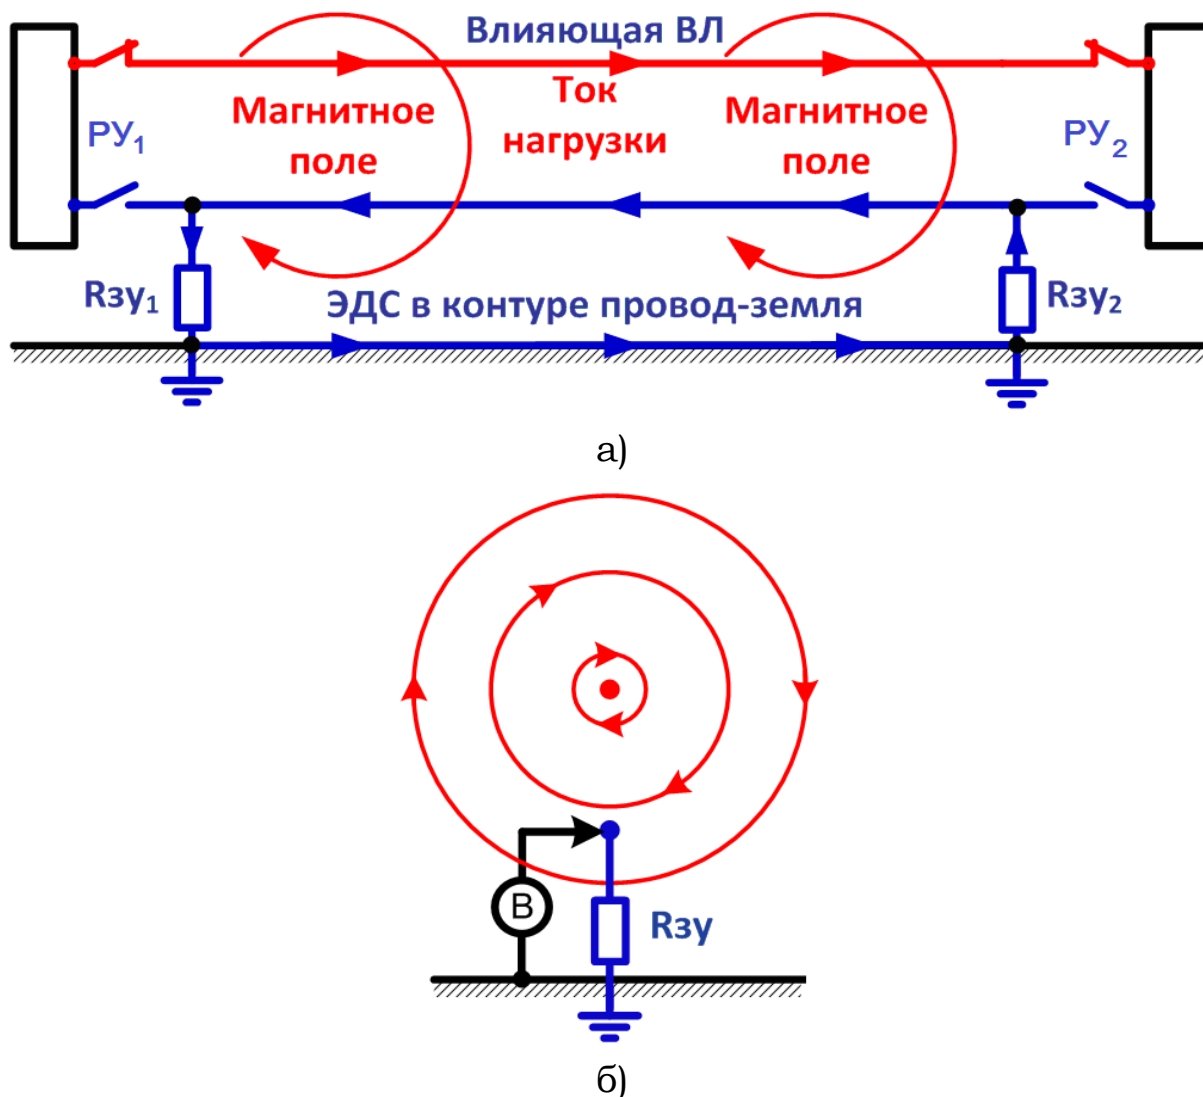 Влияющая ВЛ
Магнитное
поле
Ток
нагрузки
Магнитное
поле
РУ₁
РУ₂
Rзу₁
ЭДС в контуре провод-земля
Rзу₂
а)
В
Rзу
б)